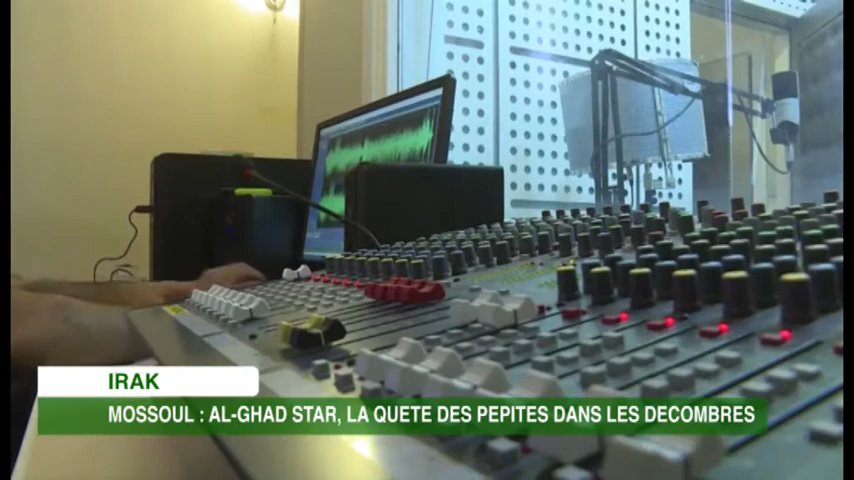 IRAK
MOSSOUL : AL-GHAD STAR, LA QUETE DES PEPITES DANS LES DECOMBRES